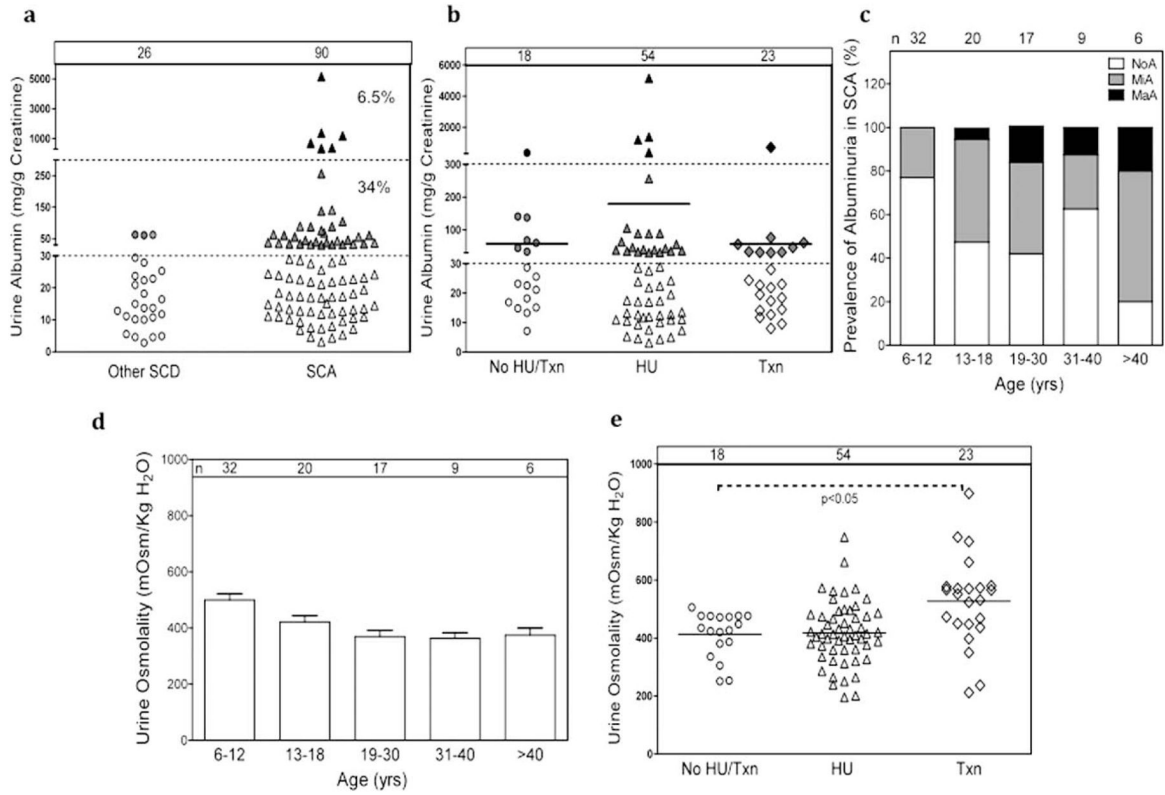 a
26 90
Urine Albumin (mg/g Creatinine)
5000
3000
1000
250
150
50
30
20
10
0
6.5%
34%
Other SCD SCA
b
18 54 23
Urine Albumin (mg/g Creatinine)
6000
4000
2000
300
200
100
30
20
10
0
No HU/Txn HU Txn
c
n 32 20 17 9 6
Prevalence of Albuminuria in SCA (%)
120
100
80
60
40
20
0
NoA
MiA
MaA
6-12 13-18 19-30 31-40 >40
Age (yrs)
d
n 32 20 17 9 6
Urine Osmolality (mOsm/Kg H₂O)
1000
800
600
400
200
0
6-12 13-18 19-30 31-40 >40
Age (yrs)
e
18 54 23
Urine Osmolality (mOsm/Kg H₂O)
1000
800
600
400
200
0
p<0.05
No HU/Txn HU Txn